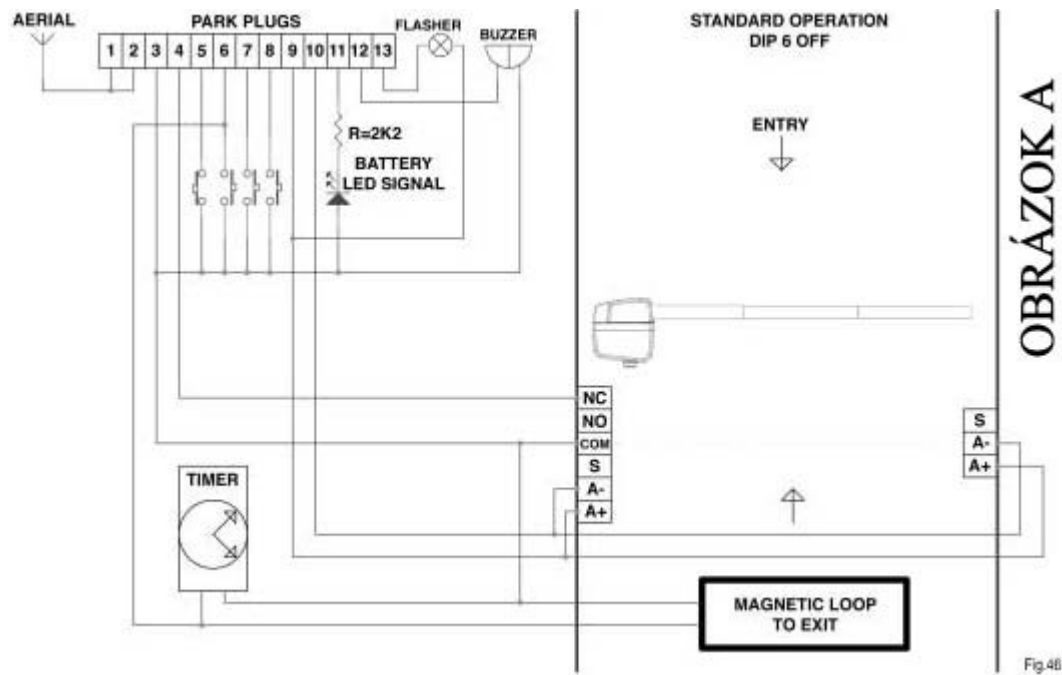 AERIAL
PARK PLUGS
FLASHER
BUZZER
1 2 3 4 5 6 7 8 9 10 11 12 13
R=2K2
BATTERY
LED SIGNAL
STANDARD OPERATION
DIP 6 OFF
ENTRY
OBRÁZOK A
NC
NO
COM
S
A-
A+
S
A-
A+
TIMER
MAGNETIC LOOP
TO EXIT
Fig.46